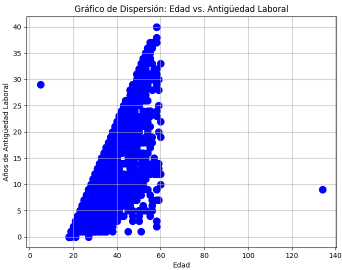 Gráfico de Dispersión: Edad vs. Antigüedad Laboral
Años de Antigüedad Laboral
40
35
30
25
20
15
10
5
0
0 20 40 60 80 100 120 140
Edad